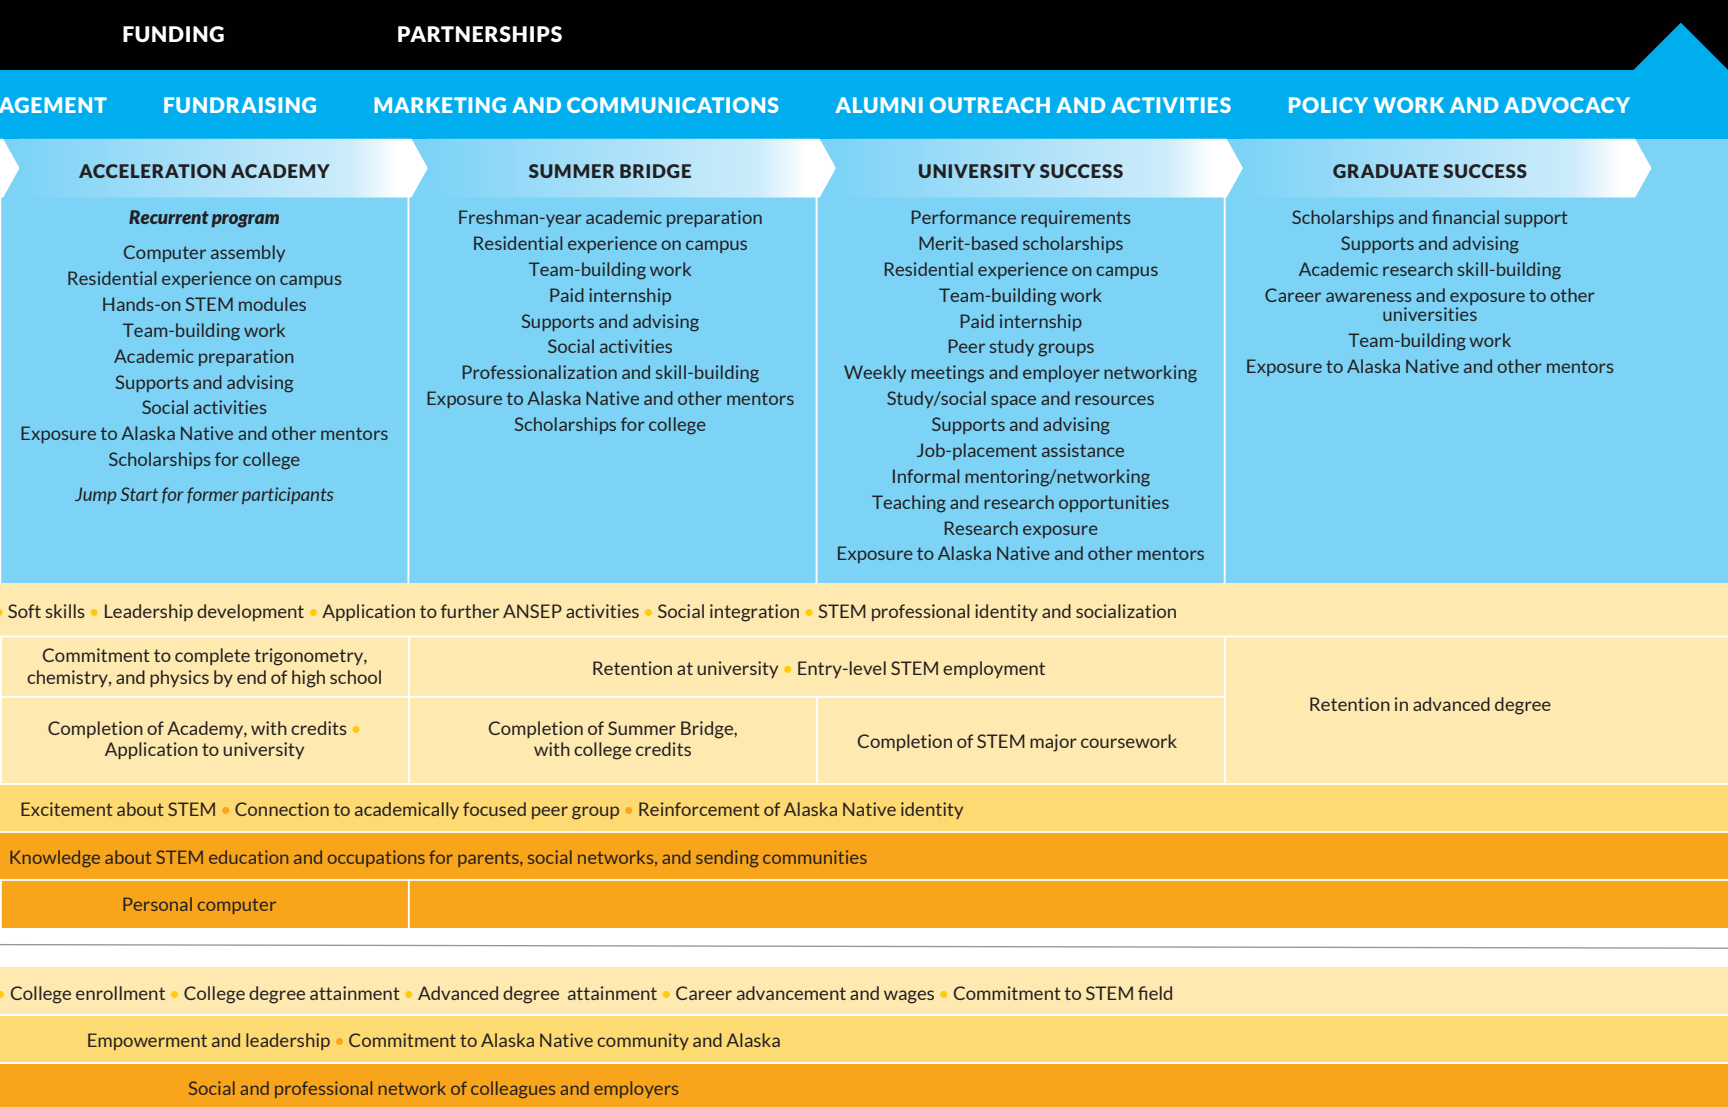 FUNDING PARTNERSHIPS
AGEMENT FUNDRAISING MARKETING AND COMMUNICATIONS ALUMNI OUTREACH AND ACTIVITIES POLICY WORK AND ADVOCACY
ACCELERATION ACADEMY
Recurrent program
Computer assembly
Residential experience on campus
Hands-on STEM modules
Team-building work
Academic preparation
Supports and advising
Social activities
Exposure to Alaska Native and other mentors
Scholarships for college
Jump Start for former participants
SUMMER BRIDGE
Freshman-year academic preparation
Residential experience on campus
Team-building work
Paid internship
Supports and advising
Social activities
Professionalization and skill-building
Exposure to Alaska Native and other mentors
Scholarships for college
UNIVERSITY SUCCESS
Performance requirements
Merit-based scholarships
Residential experience on campus
Team-building work
Paid internship
Peer study groups
Weekly meetings and employer networking
Study/social space and resources
Supports and advising
Job-placement assistance
Informal mentoring/networking
Teaching and research opportunities
Research exposure
Exposure to Alaska Native and other mentors
GRADUATE SUCCESS
Scholarships and financial support
Supports and advising
Academic research skill-building
Career awareness and exposure to other
universities
Team-building work
Exposure to Alaska Native and other mentors
• Soft skills • Leadership development • Application to further ANSEP activities • Social integration • STEM professional identity and socialization
Commitment to complete trigonometry,
chemistry, and physics by end of high school
Retention at university • Entry-level STEM employment
Retention in advanced degree
Completion of Academy, with credits •
Application to university
Completion of Summer Bridge,
with college credits
Completion of STEM major coursework
Excitement about STEM • Connection to academically focused peer group • Reinforcement of Alaska Native identity
Knowledge about STEM education and occupations for parents, social networks, and sending communities
Personal computer
• College enrollment • College degree attainment • Advanced degree attainment • Career advancement and wages • Commitment to STEM field
Empowerment and leadership • Commitment to Alaska Native community and Alaska
Social and professional network of colleagues and employers